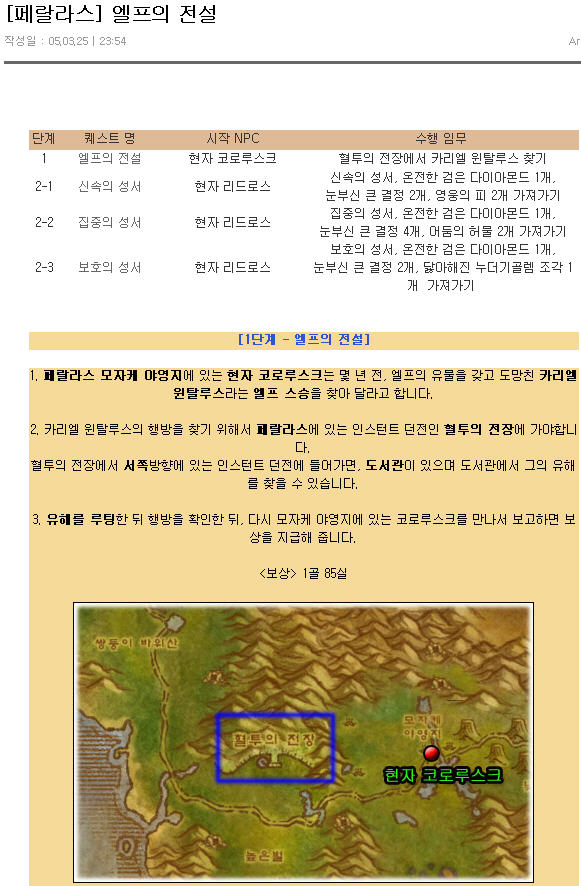 [페랄라스] 엘프의 전설
작성일 : 05,03,25 | 23:54
Ar
단계 퀘스트 명 시작 NPC 수행 임무
1 엘프의 전설 현자 코로루스크 혈투의 전장에서 카리엘 윈탈루스 찾기
2-1 신속의 성서 현자 리드로스 신속의 성서, 온전한 검은 다이아몬드 1개,
눈부신 큰 결정 2개, 영웅의 피 2개 가져가기
2-2 집중의 성서 현자 리드로스 집중의 성서, 온전한 검은 다이아몬드 1개,
눈부신 큰 결정 4개, 어둠의 허물 2개 가져가기
2-3 보호의 성서 현자 리드로스 보호의 성서, 온전한 검은 다이아몬드 1개,
눈부신 큰 결정 2개, 닳아해진 누더기골렘 조각 1
개 가져가기
[1단계 - 엘프의 전설]
1. 페랄라스 모자케 야영지에 있는 현자 코로루스크는 몇 년 전, 엘프의 유물을 갖고 도망친 카리엘
윈탈루스라는 엘프 스승을 찾아 달라고 합니다.
2. 카리엘 윈탈루스의 행방을 찾기 위해서 페랄라스에 있는 인스턴트 던전인 혈투의 전장에 가야합니
다.
혈투의 전장에서 서쪽방향에 있는 인스턴트 던전에 들어가면, 도서관이 있으며 도서관에서 그의 유해
를 찾을 수 있습니다.
3. 유해를 루팅한 뒤 행방을 확인한 뒤, 다시 모자케 야영지에 있는 코로루스크를 만나서 보고하면 보
상을 지급해 줍니다.
<보상> 1골 85실
쌍둥이 바위산
혈투의 전장
모자케
야영지
현자 코로루스크
높은벌